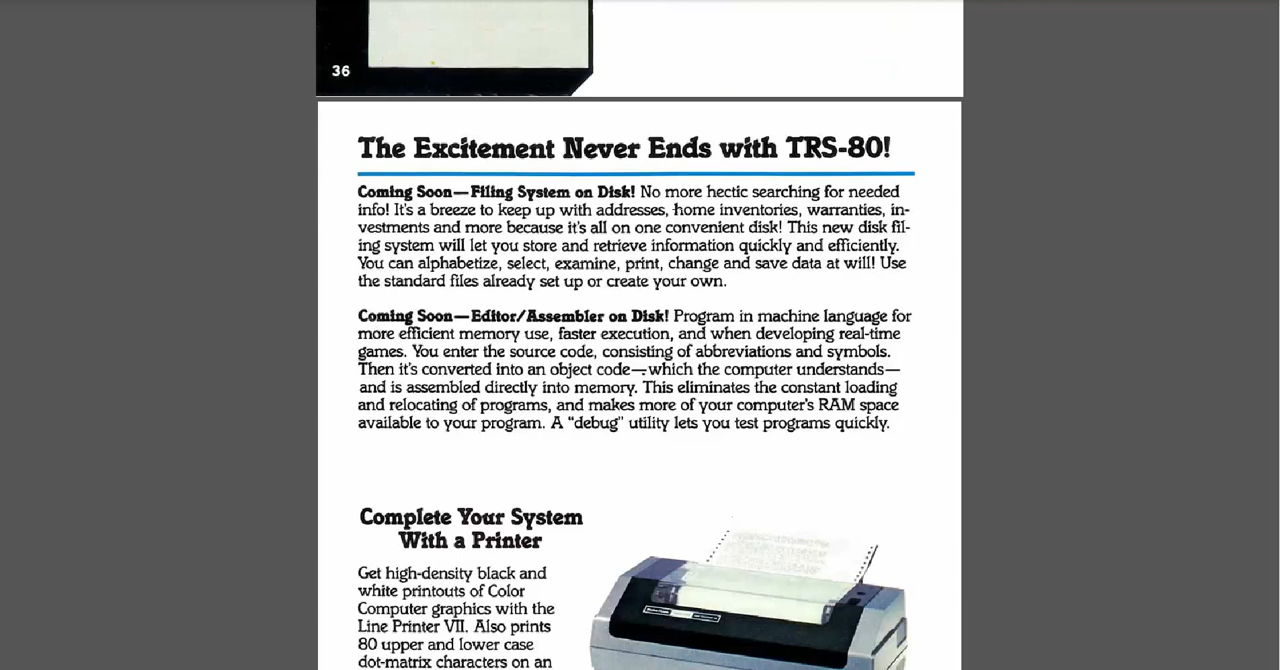 36
The Excitement Never Ends with TRS-80!
Coming Soon—Filing System on Disk! No more hectic searching for needed
info! It's a breeze to keep up with addresses, home inventories, warranties, in-
vestments and more because it's all on one convenient disk! This new disk fil-
ing system will let you store and retrieve information quickly and efficiently.
You can alphabetize, select, examine, print, change and save data at will! Use
the standard files already set up or create your own.
Coming Soon—Editor/Assembler on Disk! Program in machine language for
more efficient memory use, faster execution, and when developing real-time
games. You enter the source code, consisting of abbreviations and symbols.
Then it's converted into an object code—which the computer understands—
and is assembled directly into memory. This eliminates the constant loading
and relocating of programs, and makes more of your computer's RAM space
available to your program. A "debug" utility lets you test programs quickly.
Complete Your System
With a Printer
Get high-density black and
white printouts of Color
Computer graphics with the
Line Printer VII. Also prints
80 upper and lower case
dot-matrix characters on an